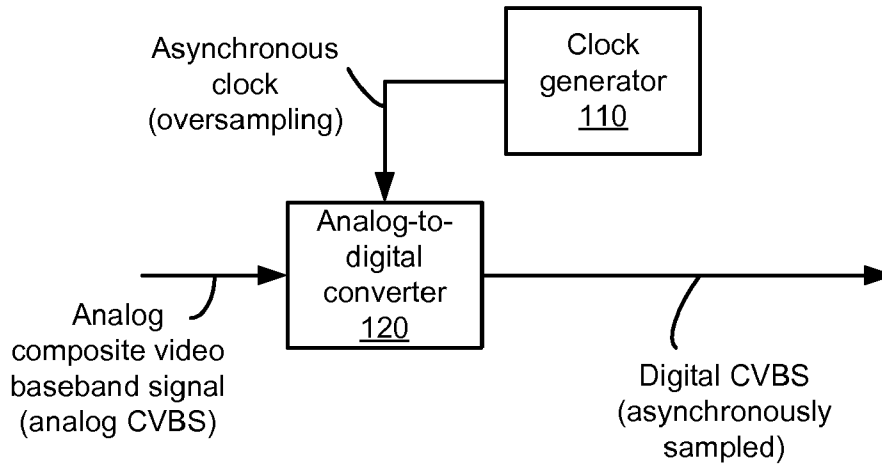 Asynchronous
clock
(oversampling)
Clock
generator
110
Analog-to-
digital
converter
120
Analog
composite video
baseband signal
(analog CVBS)
Digital CVBS
(asynchronously
sampled)